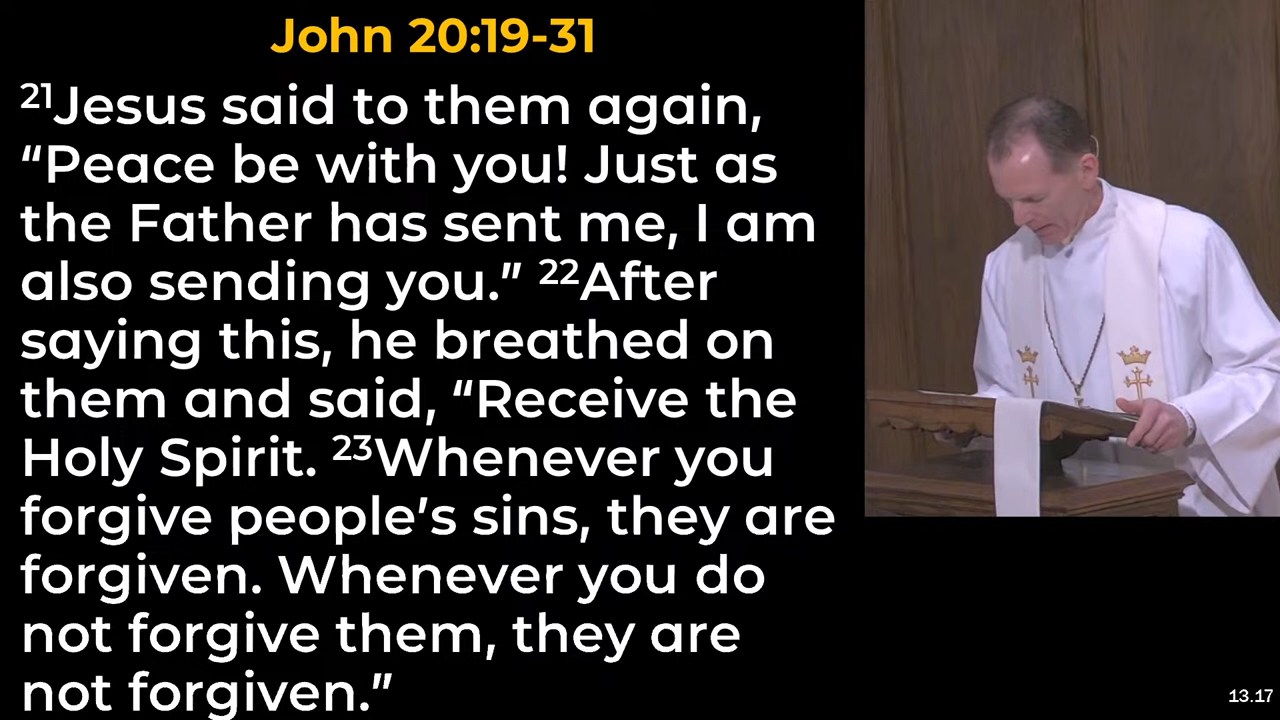 John 20:19-31
²¹Jesus said to them again,
“Peace be with you! Just as
the Father has sent me, I am
also sending you.” ²²After
saying this, he breathed on
them and said, “Receive the
Holy Spirit. ²³Whenever you
forgive people’s sins, they are
forgiven. Whenever you do
not forgive them, they are
not forgiven.”
13.17